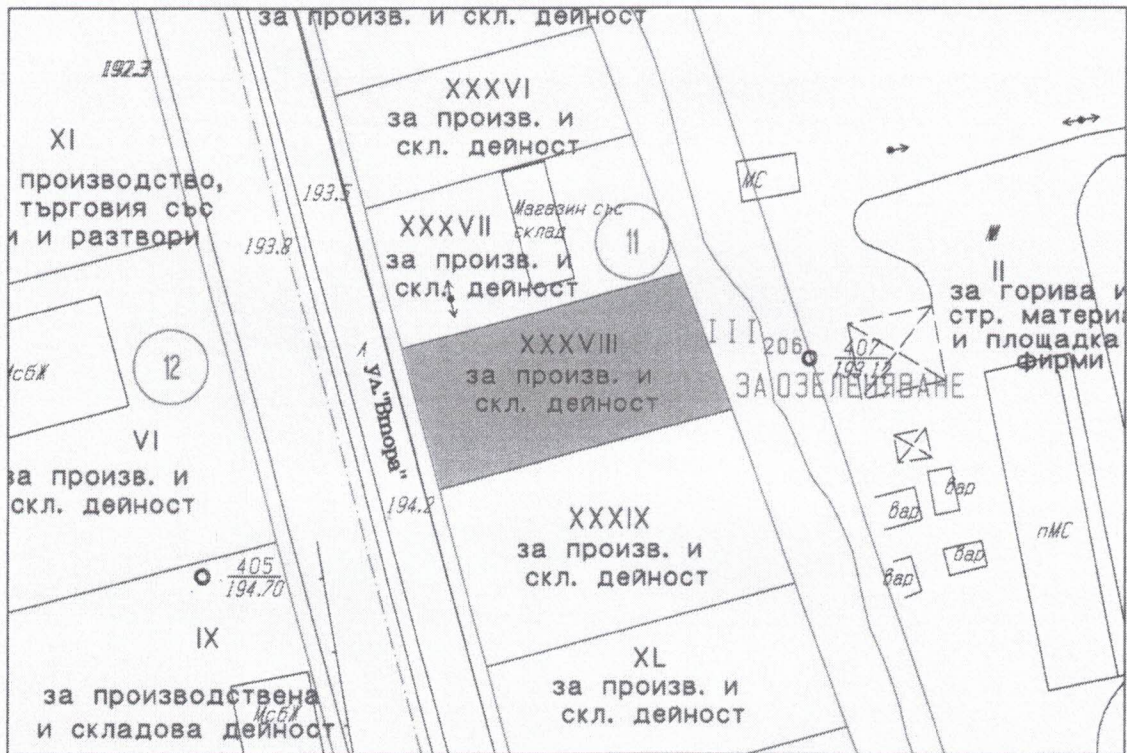 за произв. и скл. дейност
192.3
XXXVI
за произв. и
скл. дейност
XI
производство,
търговия със
и и разтвори
193.5
193.8
МС
Магазин със
склад
XXXVII
за произв. и
скл. дейност
11
II
за горива и
стр. материа
и площадка
фирми
XXXVIII
за произв. и
скл. дейност
III 206
407
193.12
ЗА ОЗЕЛЕНЯВАНЕ
МсбЖ
12
ул."Втора"
VI
за произв. и
скл. дейност
194.2
вар
вар
вар
вар
пМС
XXXIX
за произв. и
скл. дейност
405
194.70
IX
за производствена
и складова дейност
МсбЖ
XL
за произв. и
скл. дейност